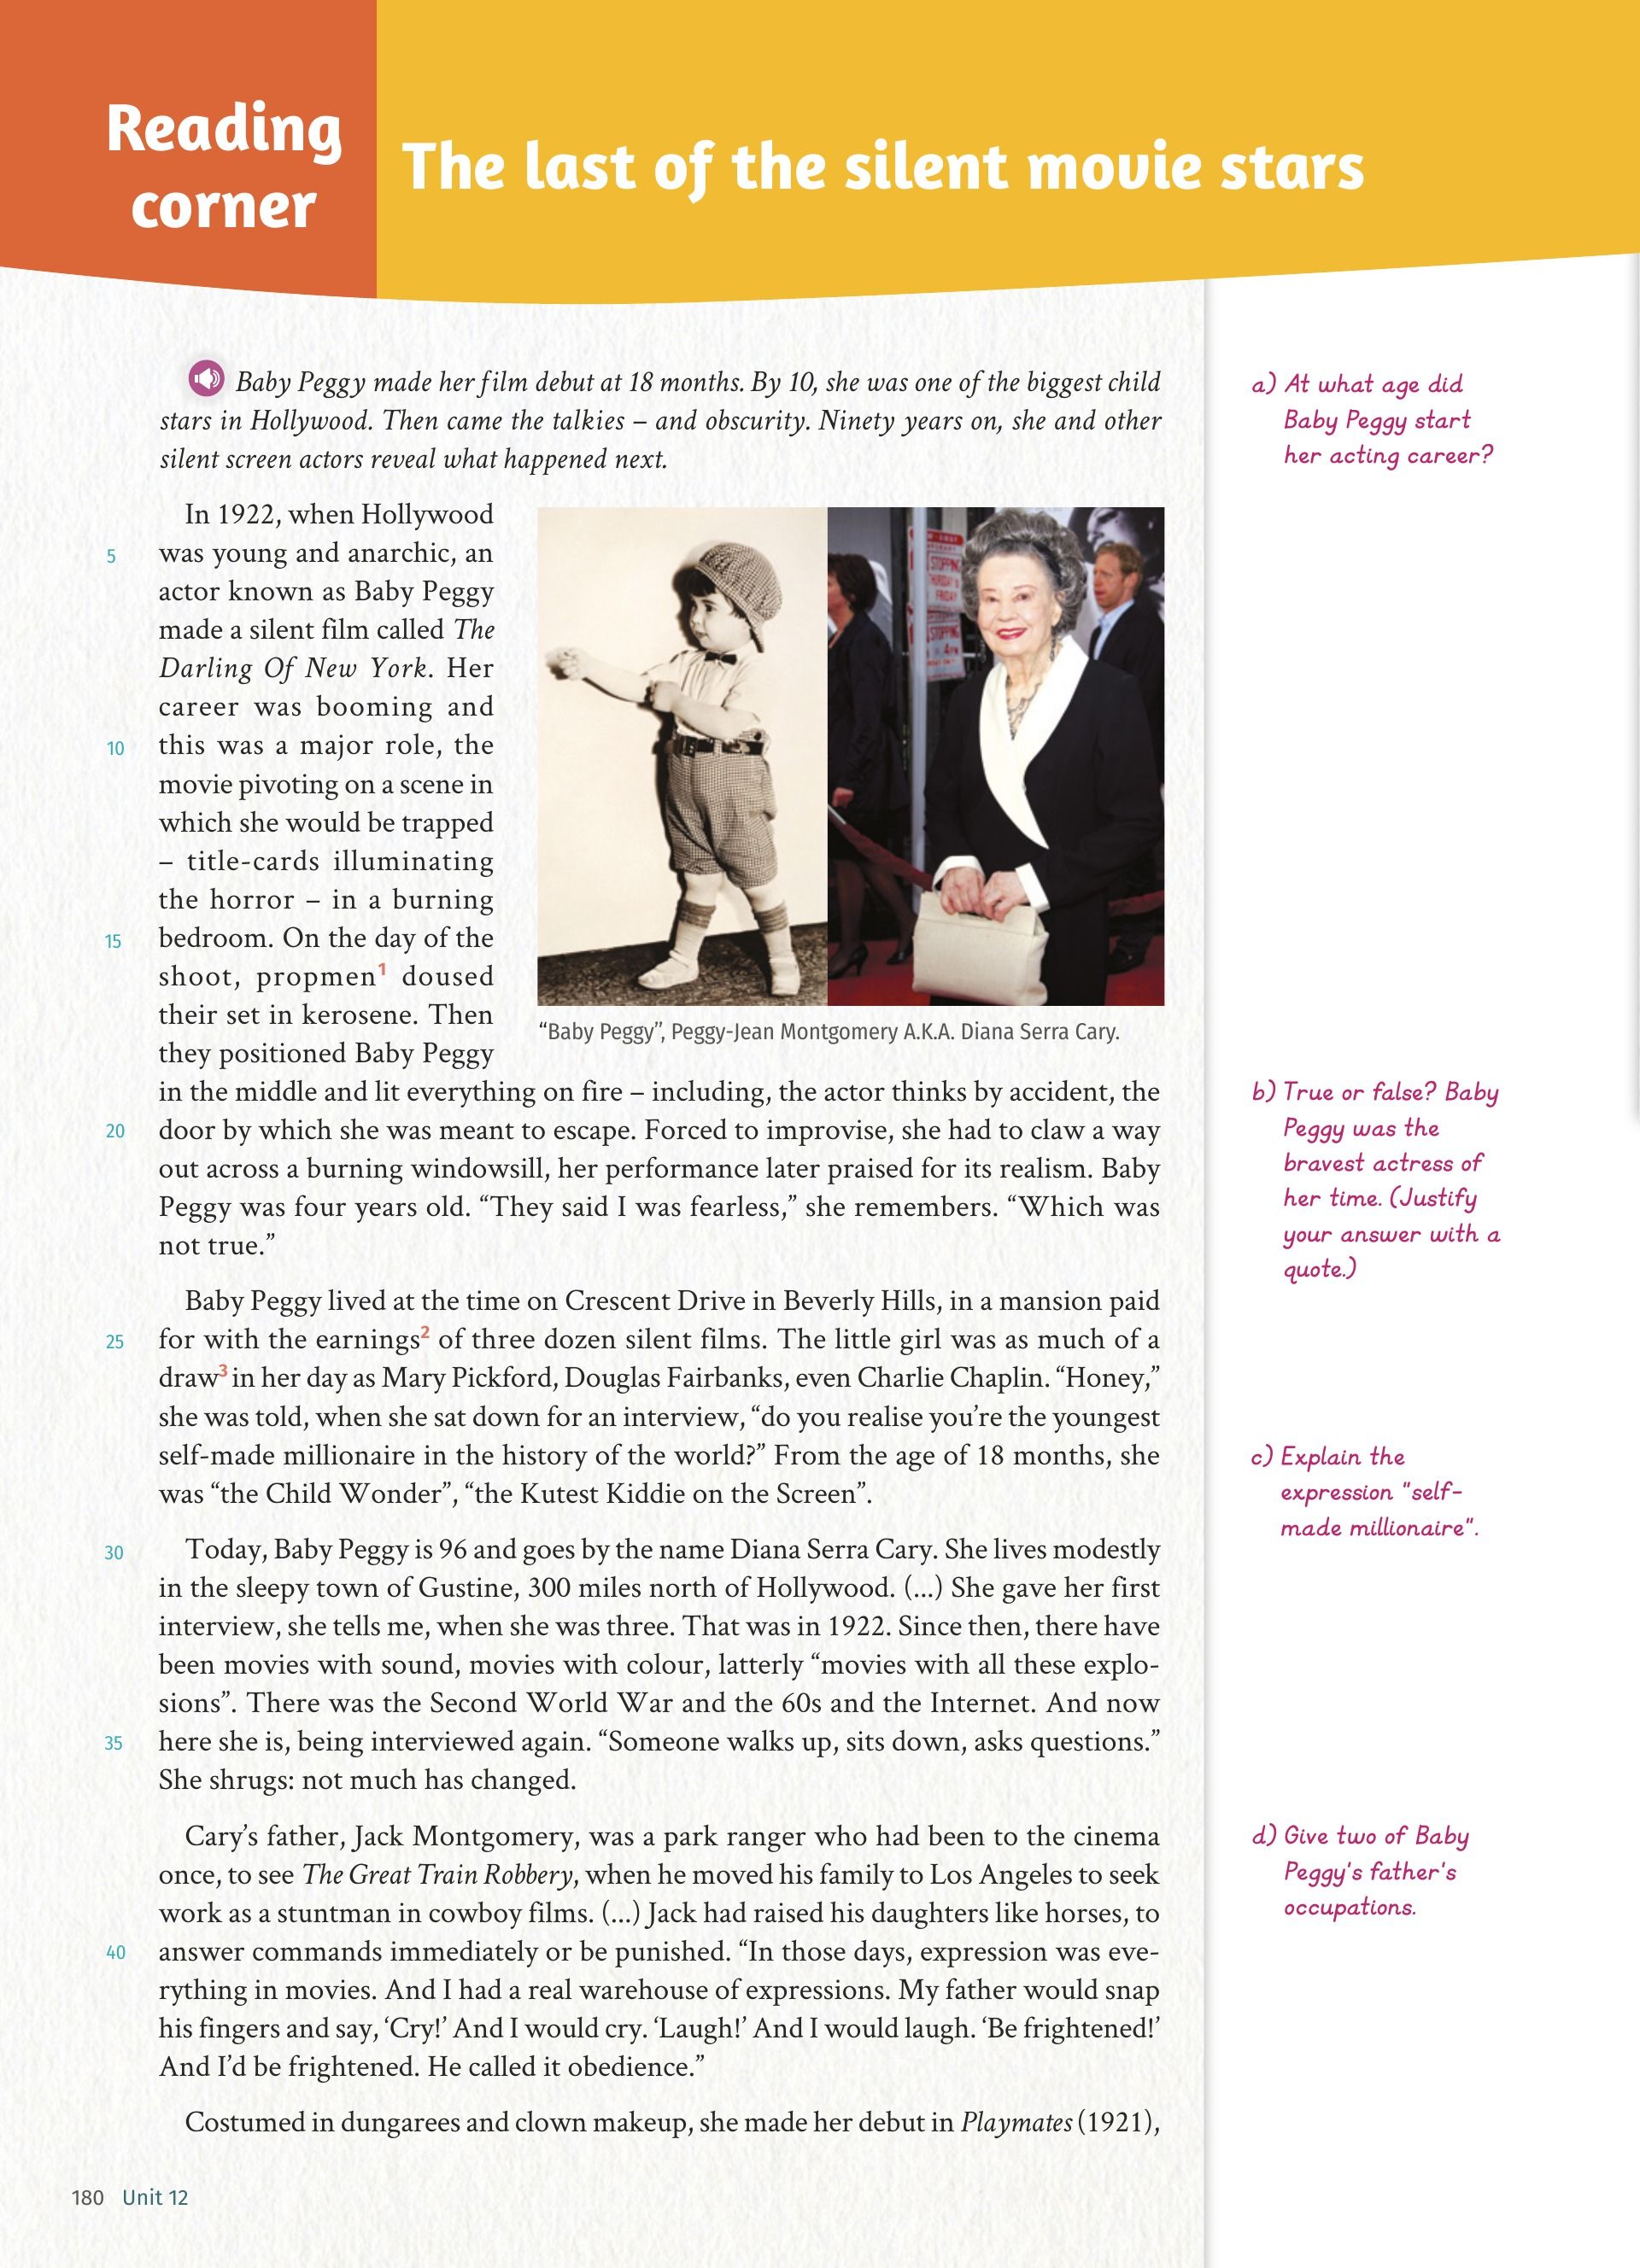 Reading
corner
The last of the silent movie stars
Baby Peggy made her film debut at 18 months. By 10, she was one of the biggest child
stars in Hollywood. Then came the talkies – and obscurity. Ninety years on, she and other
silent screen actors reveal what happened next.
In 1922, when Hollywood
5 was young and anarchic, an
actor known as Baby Peggy
made a silent film called The
Darling Of New York. Her
career was booming and
10 this was a major role, the
movie pivoting on a scene in
which she would be trapped
– title-cards illuminating
the horror – in a burning
15 bedroom. On the day of the
shoot, propmen1 doused
their set in kerosene. Then
they positioned Baby Peggy
in the middle and lit everything on fire – including, the actor thinks by accident, the
20 door by which she was meant to escape. Forced to improvise, she had to claw a way
out across a burning windowsill, her performance later praised for its realism. Baby
Peggy was four years old. “They said I was fearless,” she remembers. “Which was
not true.”
“Baby Peggy”, Peggy-Jean Montgomery A.K.A. Diana Serra Cary.
Baby Peggy lived at the time on Crescent Drive in Beverly Hills, in a mansion paid
25 for with the earnings2 of three dozen silent films. The little girl was as much of a
draw3 in her day as Mary Pickford, Douglas Fairbanks, even Charlie Chaplin. “Honey,”
she was told, when she sat down for an interview, “do you realise you’re the youngest
self-made millionaire in the history of the world?” From the age of 18 months, she
was “the Child Wonder”, “the Kutest Kiddie on the Screen”.
30 Today, Baby Peggy is 96 and goes by the name Diana Serra Cary. She lives modestly
in the sleepy town of Gustine, 300 miles north of Hollywood. (...) She gave her first
interview, she tells me, when she was three. That was in 1922. Since then, there have
been movies with sound, movies with colour, latterly “movies with all these explo-
sions”. There was the Second World War and the 60s and the Internet. And now
35 here she is, being interviewed again. “Someone walks up, sits down, asks questions.”
She shrugs: not much has changed.
Cary’s father, Jack Montgomery, was a park ranger who had been to the cinema
once, to see The Great Train Robbery, when he moved his family to Los Angeles to seek
work as a stuntman in cowboy films. (...) Jack had raised his daughters like horses, to
40 answer commands immediately or be punished. “In those days, expression was eve-
rything in movies. And I had a real warehouse of expressions. My father would snap
his fingers and say, ‘Cry!’ And I would cry. ‘Laugh!’ And I would laugh. ‘Be frightened!’
And I’d be frightened. He called it obedience.”
Costumed in dungarees and clown makeup, she made her debut in Playmates (1921),
a) At what age did
Baby Peggy start
her acting career?
b) True or false? Baby
Peggy was the
bravest actress of
her time. (Justify
your answer with a
quote.)
c) Explain the
expression "self-
made millionaire".
d) Give two of Baby
Peggy's father's
occupations.
180 Unit 12
STOPPING
THURSDAY
FRIDAY
STOPPING